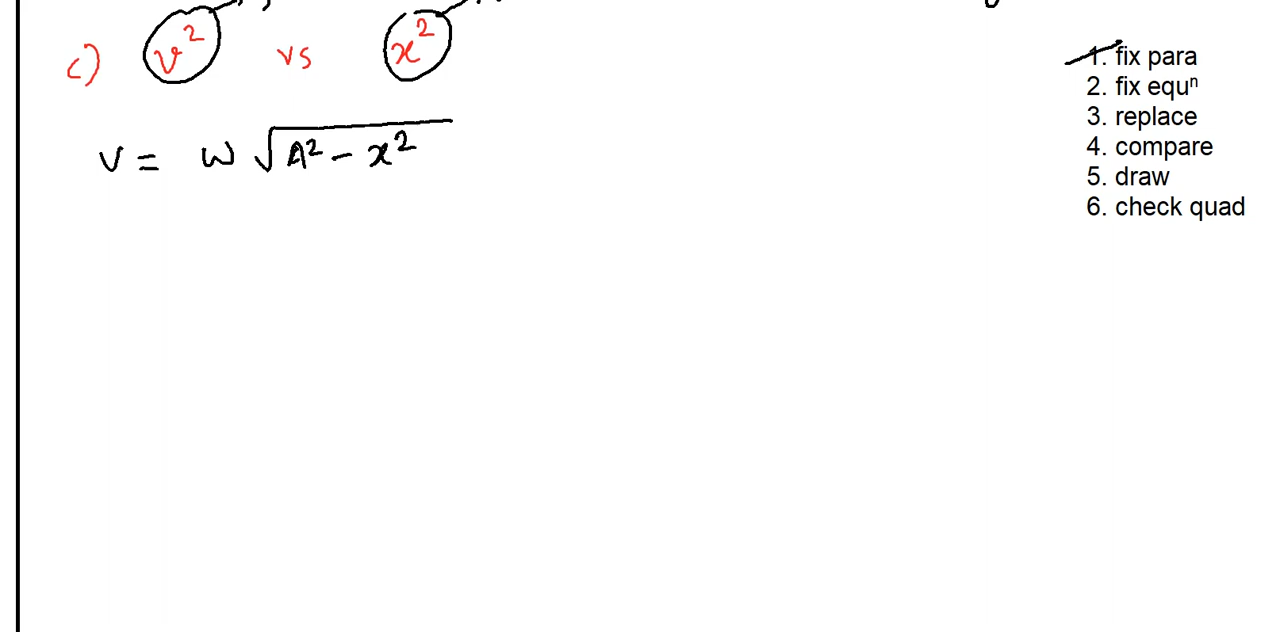 c) v² vs x²
v = w √A² - x²
1. fix para
2. fix equⁿ
3. replace
4. compare
5. draw
6. check quad